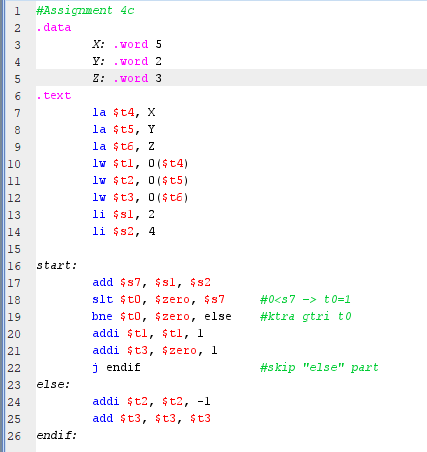 1 #Assignment 4c
2 .data
3 X: .word 5
4 Y: .word 2
5 Z: .word 3
6 .text
7 la $t4, X
8 la $t5, Y
9 la $t6, Z
10 lw $t1, 0($t4)
11 lw $t2, 0($t5)
12 lw $t3, 0($t6)
13 li $s1, 2
14 li $s2, 4
15
16 start:
17 add $s7, $s1, $s2
18 slt $t0, $zero, $s7 #0<s7 -> t0=1
19 bne $t0, $zero, else #ktra gtri t0
20 addi $t1, $t1, 1
21 addi $t3, $zero, 1
22 j endif #skip "else" part
23 else:
24 addi $t2, $t2, -1
25 add $t3, $t3, $t3
26 endif: